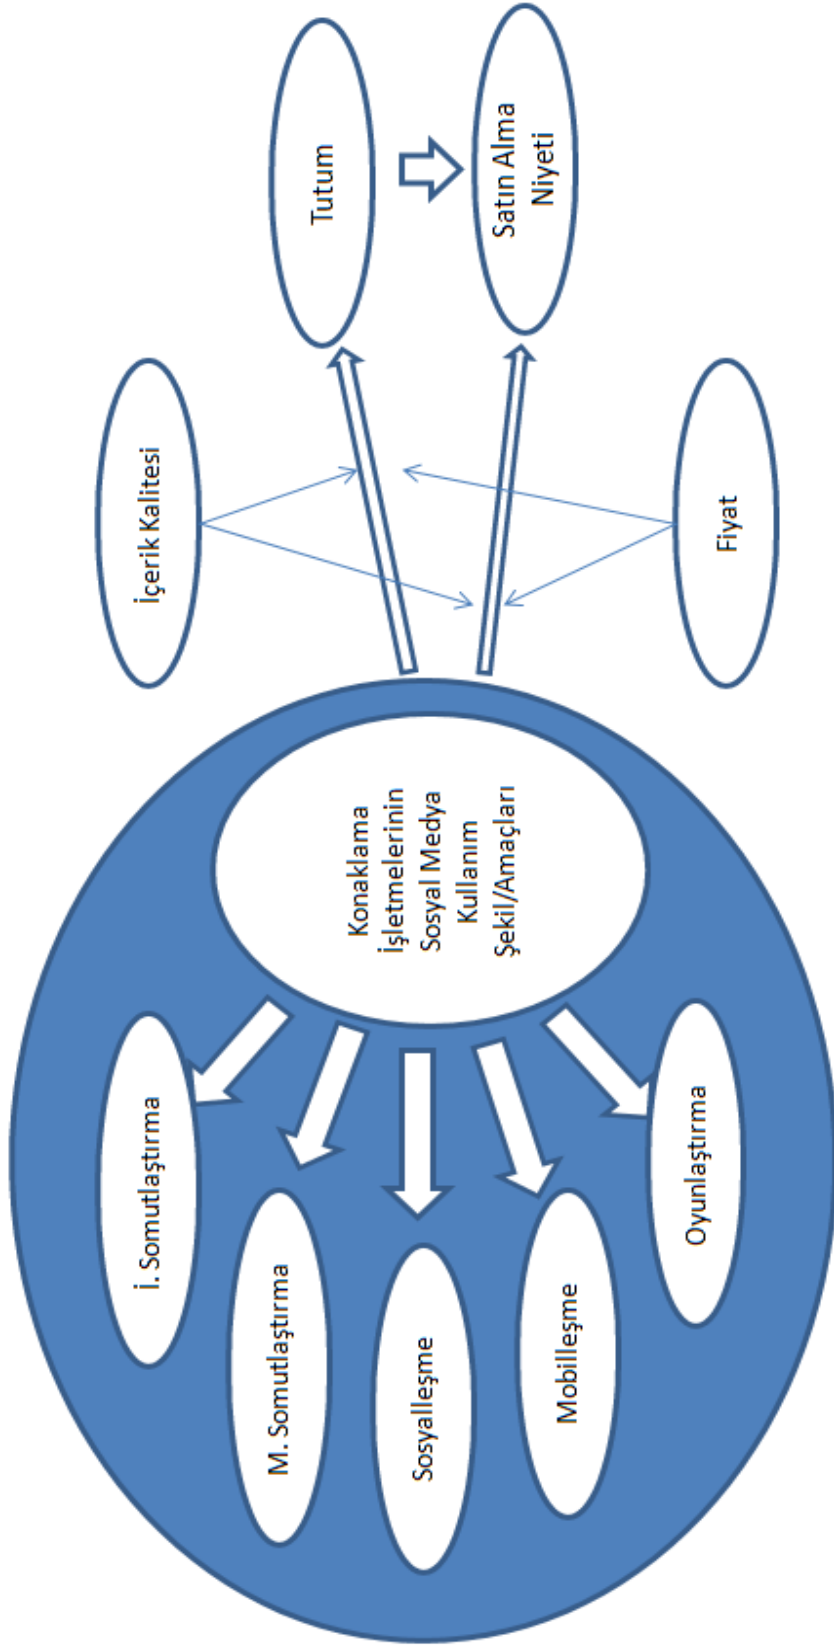 İ. Somutlaştırma
M. Somutlaştırma
Sosyalleşme
Mobilleşme
Oyunlaştırma
Konaklama
İşletmelerinin
Sosyal Medya
Kullanım
Şekil/Amaçları
İçerik Kalitesi
Fiyat
Tutum
Satın Alma
Niyeti